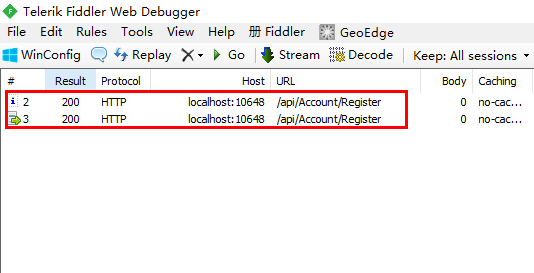 Telerik Fiddler Web Debugger
File Edit Rules Tools View Help 册 Fiddler GeoEdge
WinConfig Replay Go Stream Decode Keep: All sessions
# Result Protocol Host URL Body Caching
2 200 HTTP localhost:10648 /api/Account/Register 0 no-cac...
3 200 HTTP localhost:10648 /api/Account/Register 0 no-cac...